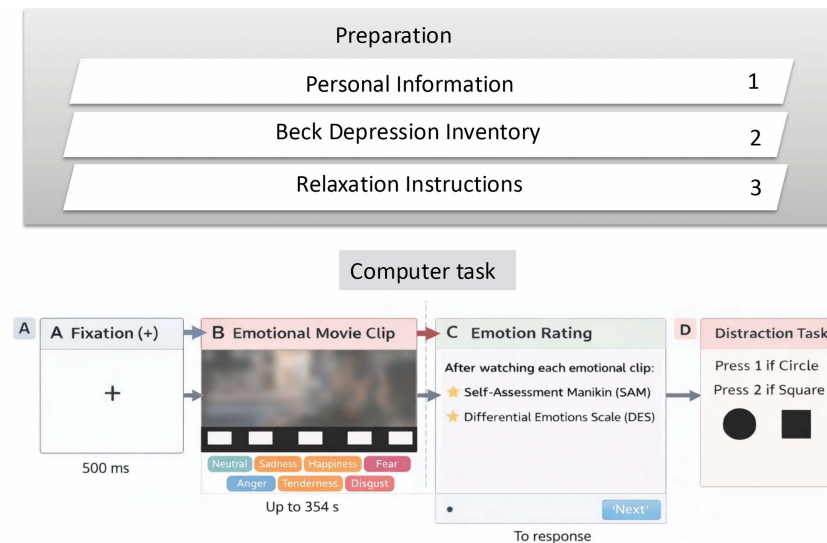 Preparation
Personal Information 1
Beck Depression Inventory 2
Relaxation Instructions 3
Computer task
A
A Fixation (+)
+
500 ms
B Emotional Movie Clip
Neutral Sadness Happiness Fear
Anger Tenderness Disgust
Up to 354 s
C Emotion Rating
After watching each emotional clip:
Self-Assessment Manikin (SAM)
Differential Emotions Scale (DES)
'Next'
To response
D
Distraction Task
Press 1 if Circle
Press 2 if Square